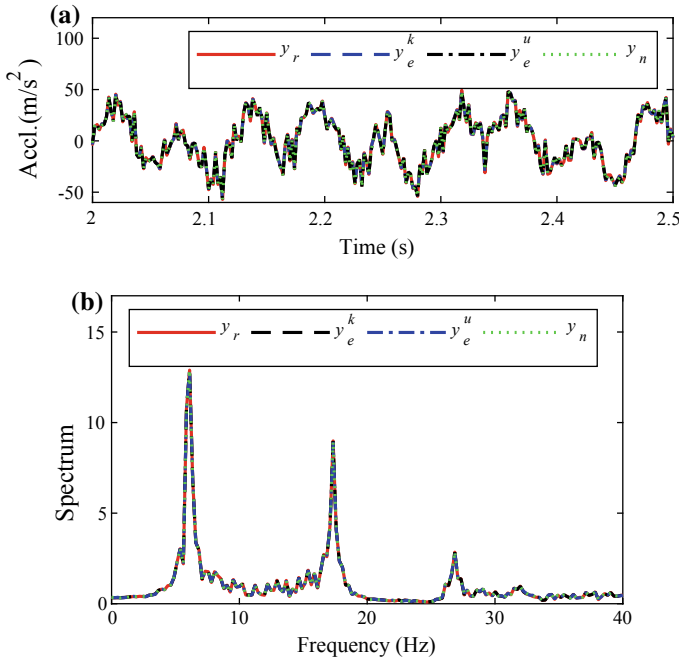 (a)
100
50
0
-50
Accl.(m/s²)
y_r y_e^k y_e^u y_n
2 2.1 2.2 2.3 2.4 2.5
Time (s)
(b)
15
10
5
0
Spectrum
y_r y_e^k y_e^u y_n
0 10 20 30 40
Frequency (Hz)